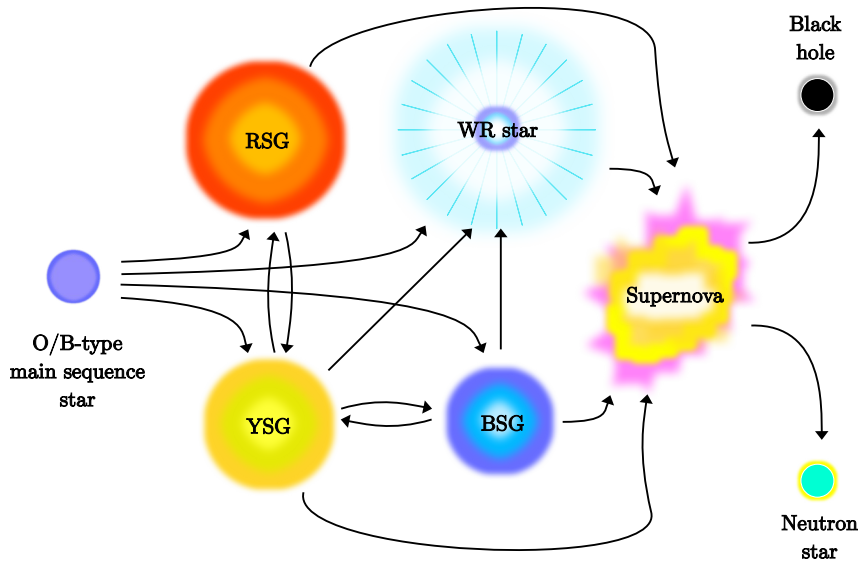 Black
hole
RSG
WR star
Supernova
O/B-type
main sequence
star
YSG
BSG
Neutron
star